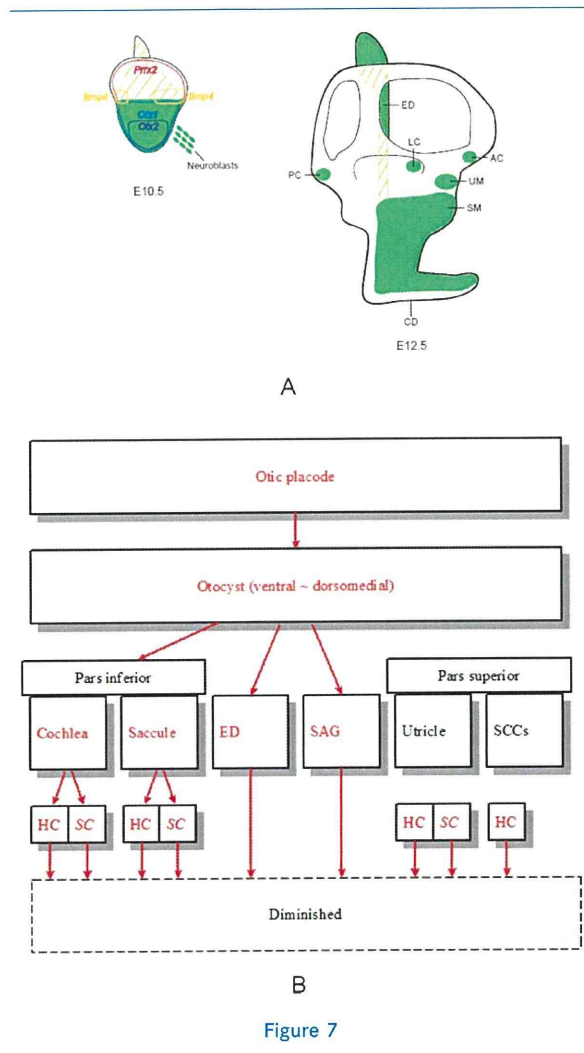 Prrx2
Bmp4 Bmp4
Otx1
Otx2
Neuroblasts
E10.5
ED
LC
AC
PC
UM
SM
CD
E12.5
A
Otic placode
Otocyst (ventral ~ dorsomedial)
Pars inferior Pars superior
Cochlea Saccule ED SAG Utricle SCCs
HC SC HC SC HC SC HC
Diminished
B
Figure 7